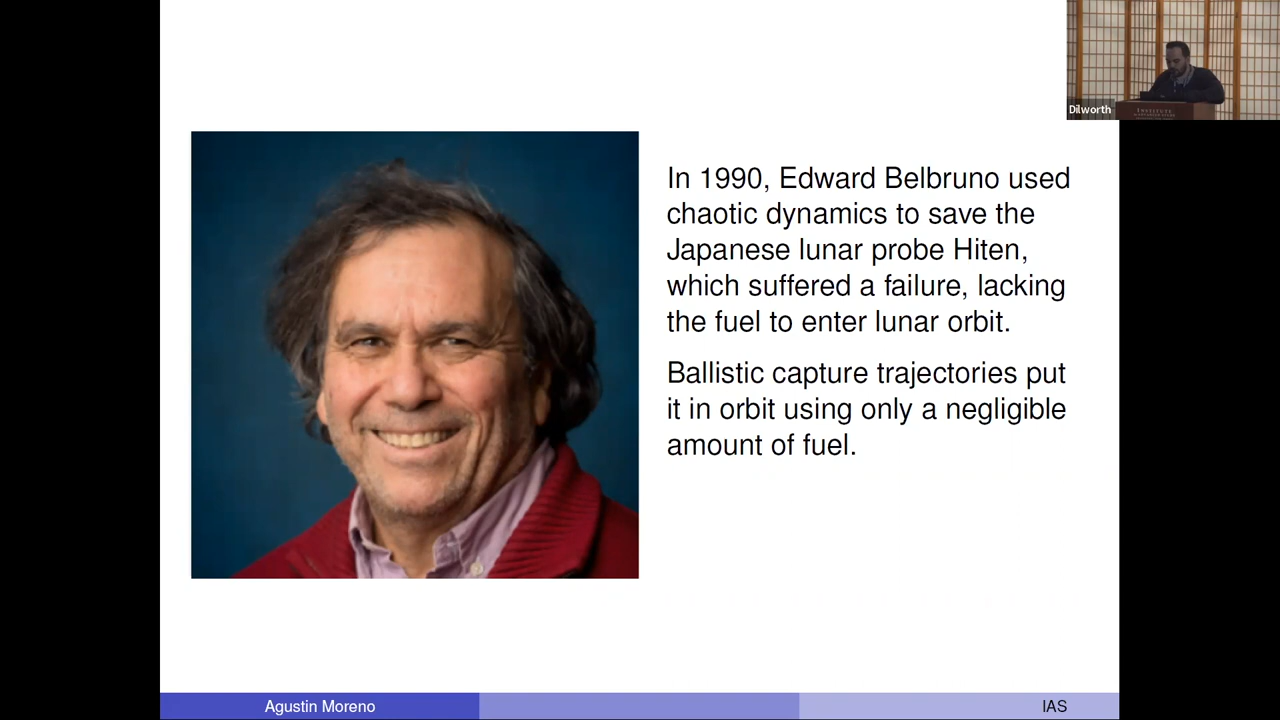 Dilworth
INSTITUTE
In 1990, Edward Belbruno used
chaotic dynamics to save the
Japanese lunar probe Hiten,
which suffered a failure, lacking
the fuel to enter lunar orbit.
Ballistic capture trajectories put
it in orbit using only a negligible
amount of fuel.
Agustin Moreno
IAS